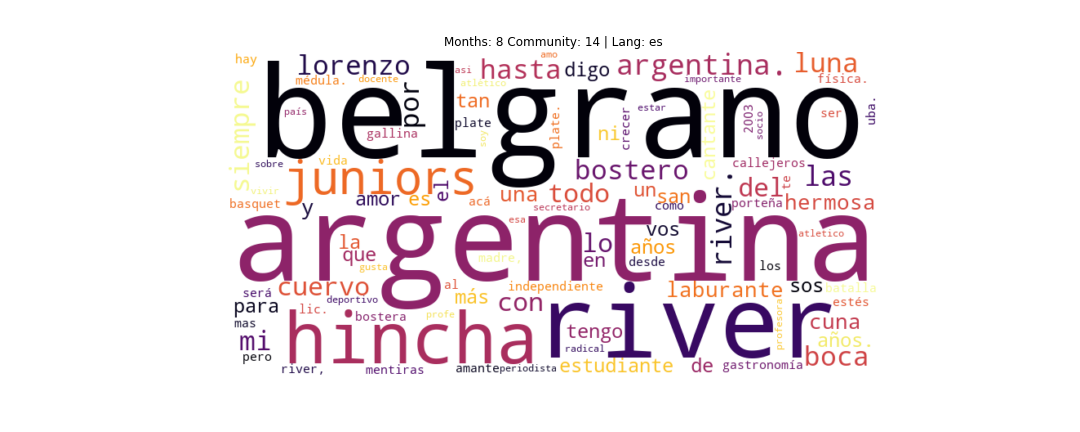 Months: 8 Community: 14 | Lang: es
hay lorenzo asi hasta amo digo argentina. importante luna
médula. docente atlético física.
siempre país belgrano por tan plate plate. ni crecer estar cantante 2003 socio ser uba.
gallina soy
sobre vida juniors el bostero callejeros las
vivir amor es acá una todo un san del te
basquet y secretario como porteña hermosa
argentina esa river. atletico
la que lo vos años
gusta madre, en desde los
será cuervo al más independiente laburante sos batalla
para deportivo con river profesora estés
mas lic. bostera profe hincha tengo cuna
mi radical años.
pero boca
river, mentiras amante periodista estudiante de gastronomía